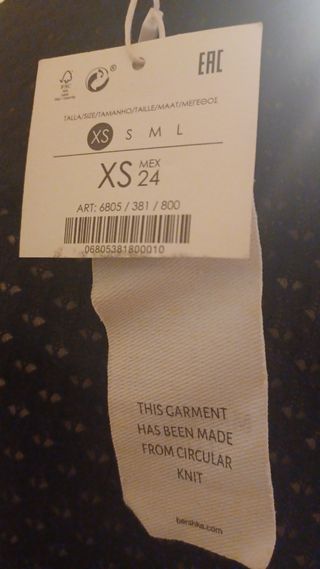 EAC
FSC
TALLA/SIZE/TAMANHO/TAILLE/MAAT/ΜΕΓΕΘΟΣ
XS S M L
XS MEX 24
ART: 6805 / 381 / 800
06805381800010
THIS GARMENT
HAS BEEN MADE
FROM CIRCULAR
KNIT
bershka.com